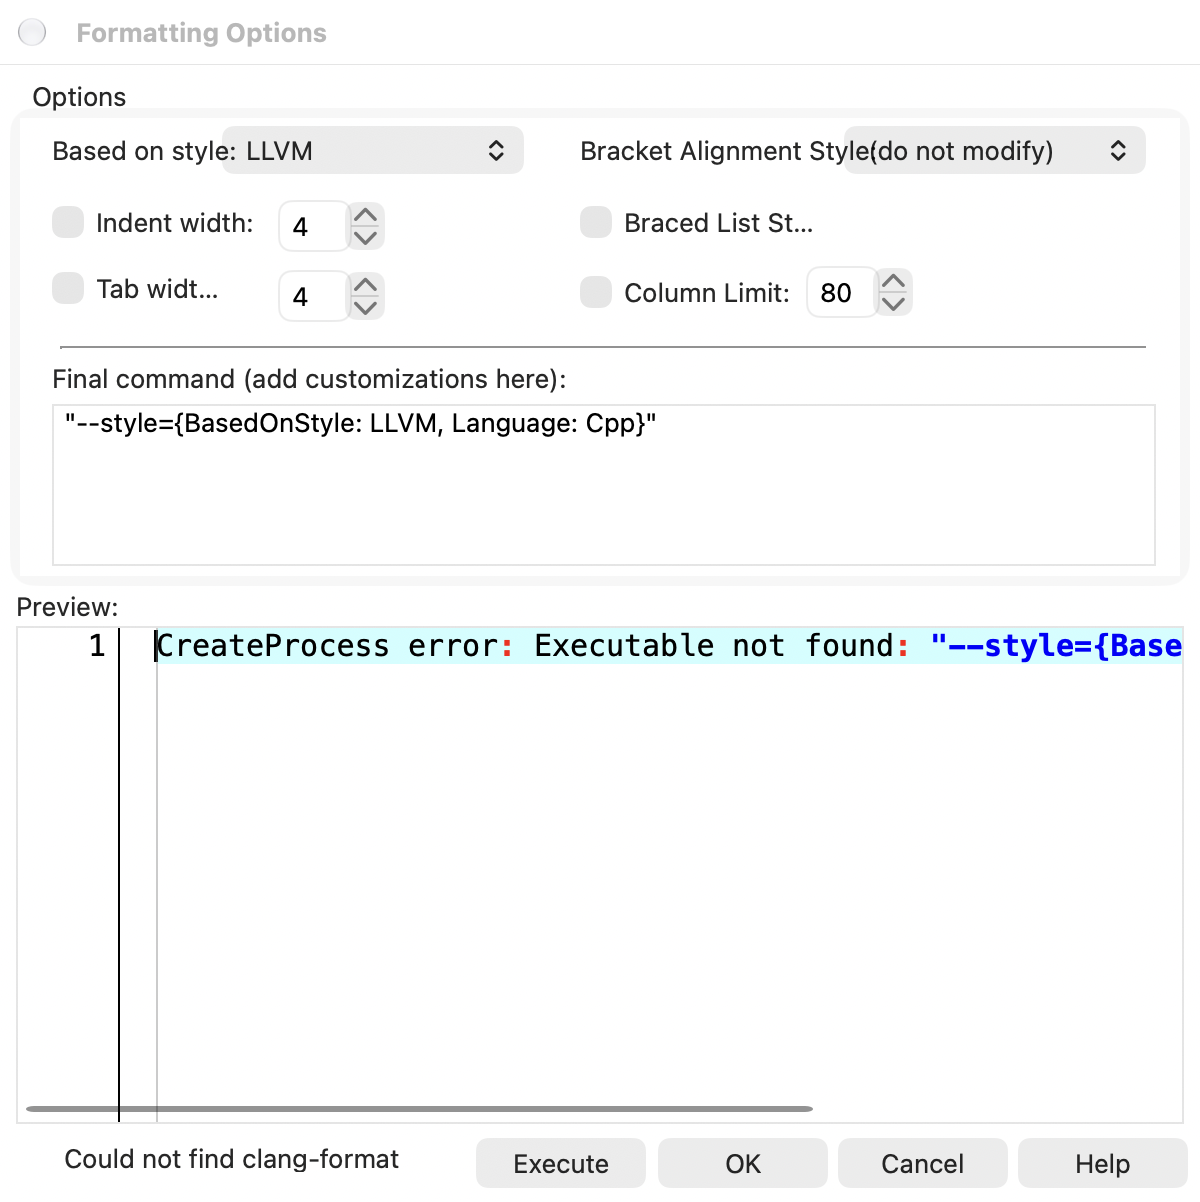 Formatting Options
Options
Based on style: LLVM Bracket Alignment Style (do not modify)
Indent width: 4 Braced List St...
Tab widt... 4 Column Limit: 80
Final command (add customizations here):
"--style={BasedOnStyle: LLVM, Language: Cpp}"
Preview:
1 CreateProcess error: Executable not found: "--style={Base
Could not find clang-format Execute OK Cancel Help